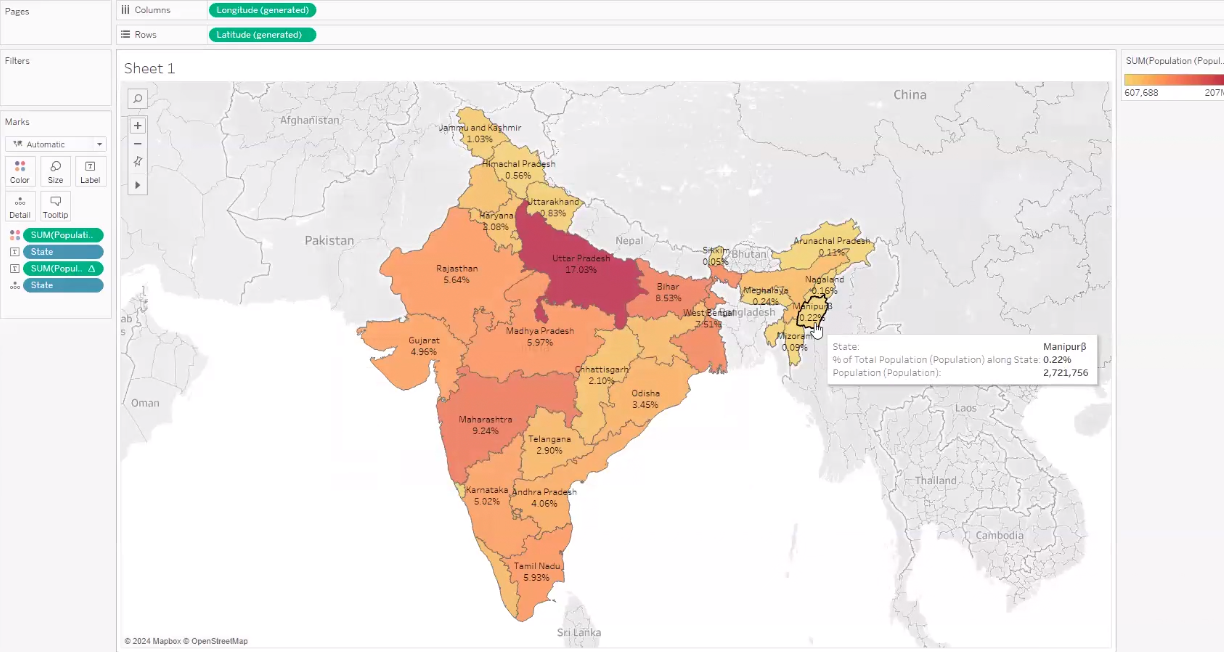 Pages
Columns
Longitude (generated)
Rows
Latitude (generated)
Filters
Marks
Automatic
Color
Size
Label
Detail
Tooltip
SUM(Populati..
State
SUM(Popul.. Δ
State
Sheet 1
SUM(Population (Popul..
607,688
207M
China
Afghanistan
Jammu and Kashmir
1.03%
Himachal Pradesh
0.56%
Uttarakhand
0.83%
Haryana
2.08%
Pakistan
Nepal
Uttar Pradesh
17.03%
Sikkim
0.05%
Bhutan
Arunachal Pradesh
0.11%
Rajasthan
5.64%
Bihar
8.53%
Meghalaya
0.24%
Nagaland
0.16%
Manipurβ
0.22%
West Bengal
7.51%
Bangladesh
Mizoram
0.09%
Madhya Pradesh
5.97%
Gujarat
4.96%
State:
Manipurβ
% of Total Population (Population) along State: 0.22%
Population (Population):
2,721,756
Chhattisgarh
2.10%
Odisha
3.45%
Oman
Laos
Maharashtra
9.24%
Telangana
2.90%
Thailand
Karnataka
5.02%
Andhra Pradesh
4.06%
Cambodia
Tamil Nadu
5.93%
Sri Lanka
© 2024 Mapbox © OpenStreetMap